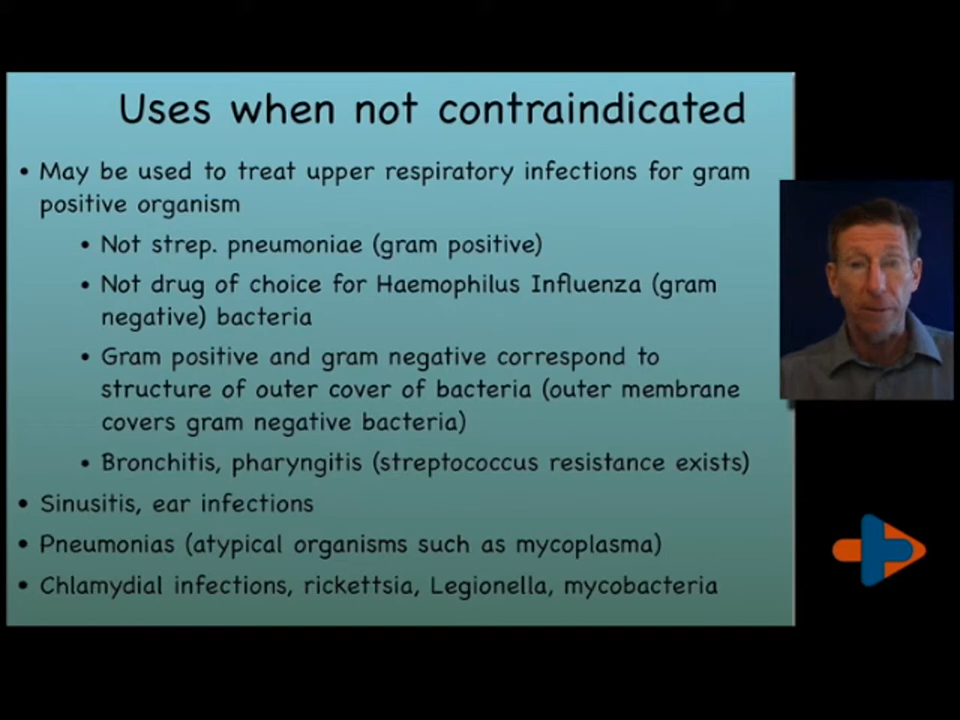 Uses when not contraindicated
• May be used to treat upper respiratory infections for gram
positive organism
• Not strep. pneumoniae (gram positive)
• Not drug of choice for Haemophilus Influenza (gram
negative) bacteria
• Gram positive and gram negative correspond to
structure of outer cover of bacteria (outer membrane
covers gram negative bacteria)
• Bronchitis, pharyngitis (streptococcus resistance exists)
• Sinusitis, ear infections
• Pneumonias (atypical organisms such as mycoplasma)
• Chlamydial infections, rickettsia, Legionella, mycobacteria